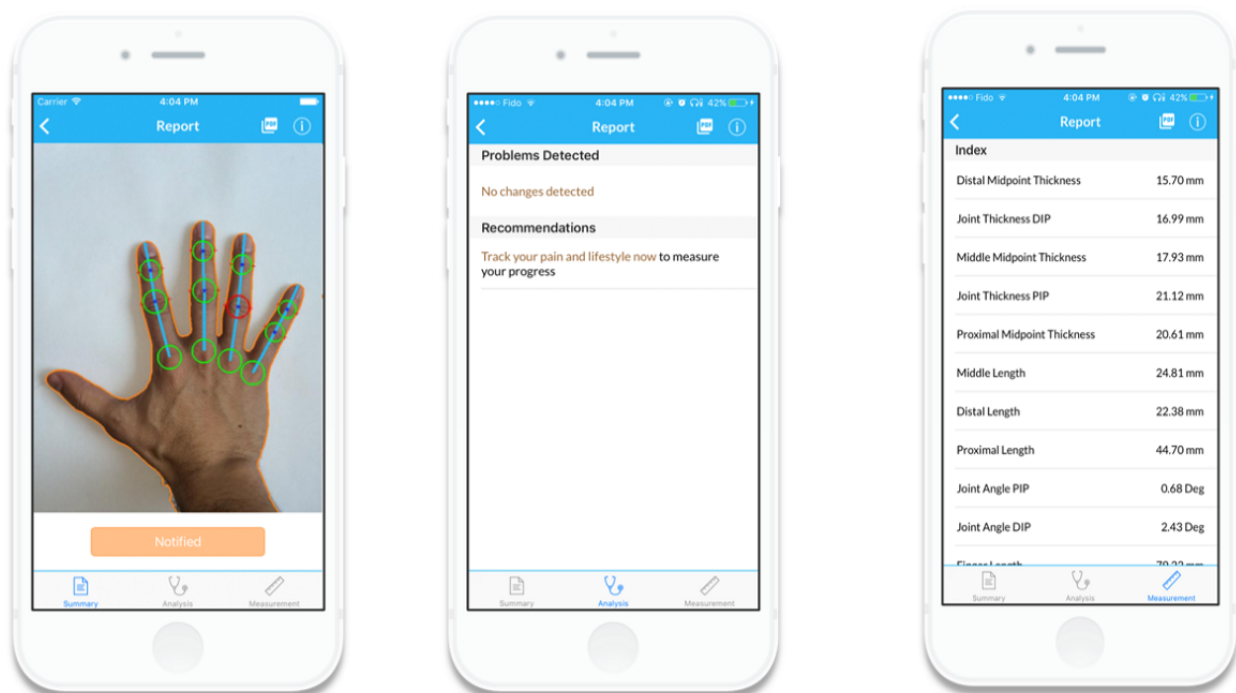 Carrier 4:04 PM
Report PDF
Notified
Summary Analysis Measurement
Fido 4:04 PM 42%
Report PDF
Problems Detected
No changes detected
Recommendations
Track your pain and lifestyle now to measure
your progress
Summary Analysis Measurement
Fido 4:04 PM 42%
Report PDF
Index
Distal Midpoint Thickness 15.70 mm
Joint Thickness DIP 16.99 mm
Middle Midpoint Thickness 17.93 mm
Joint Thickness PIP 21.12 mm
Proximal Midpoint Thickness 20.61 mm
Middle Length 24.81 mm
Distal Length 22.38 mm
Proximal Length 44.70 mm
Joint Angle PIP 0.68 Deg
Joint Angle DIP 2.43 Deg
Summary Analysis Measurement